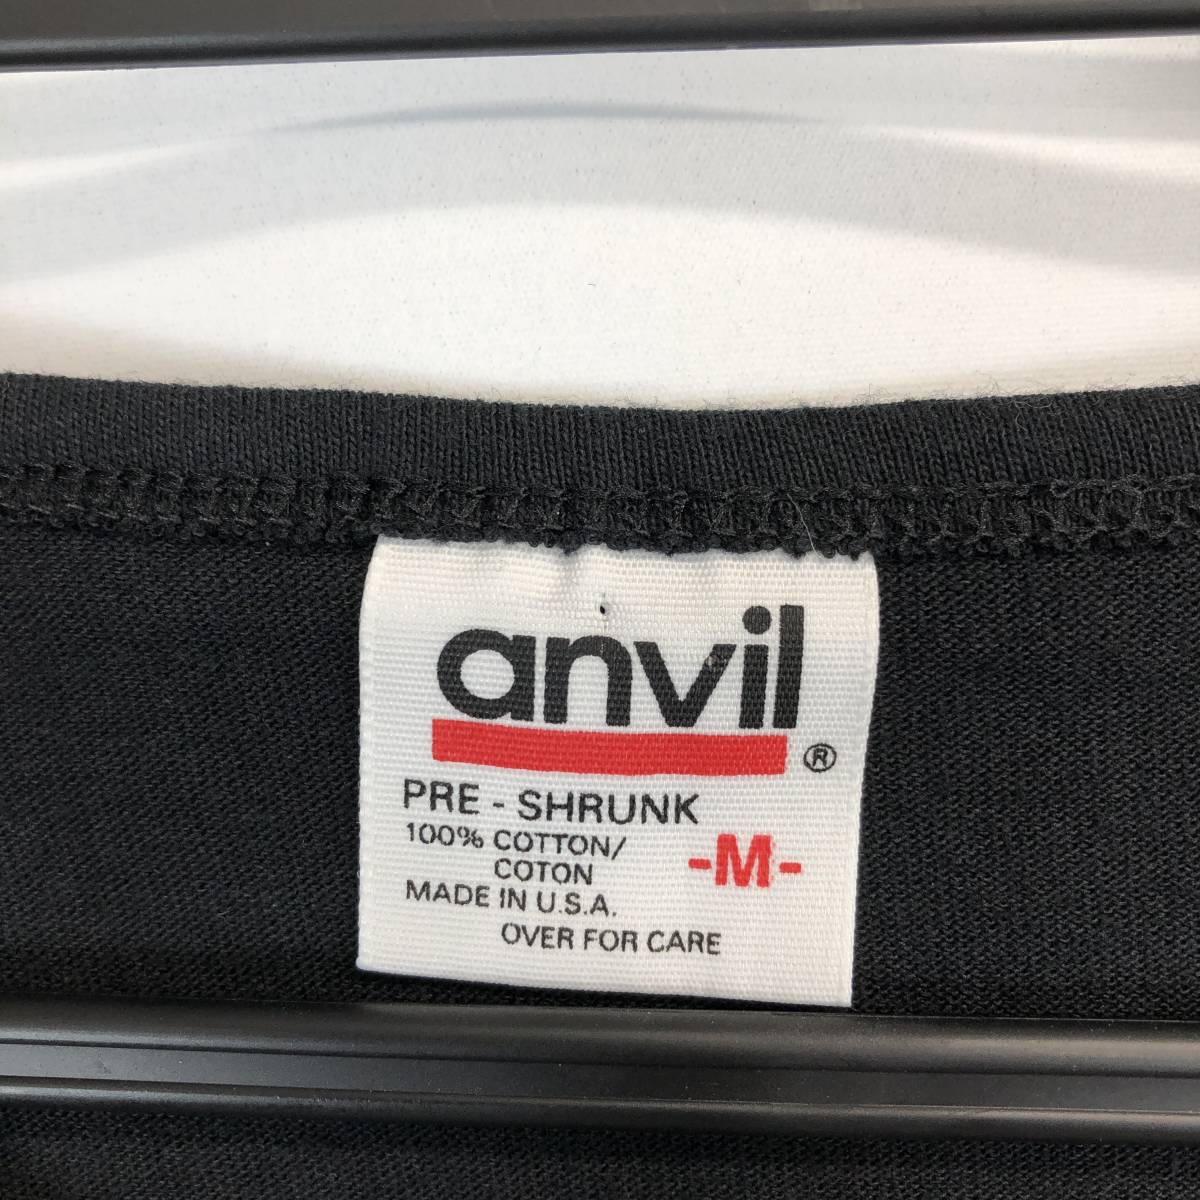 anvil®
PRE - SHRUNK
100% COTTON/
COTON
-M-
MADE IN U.S.A.
OVER FOR CARE